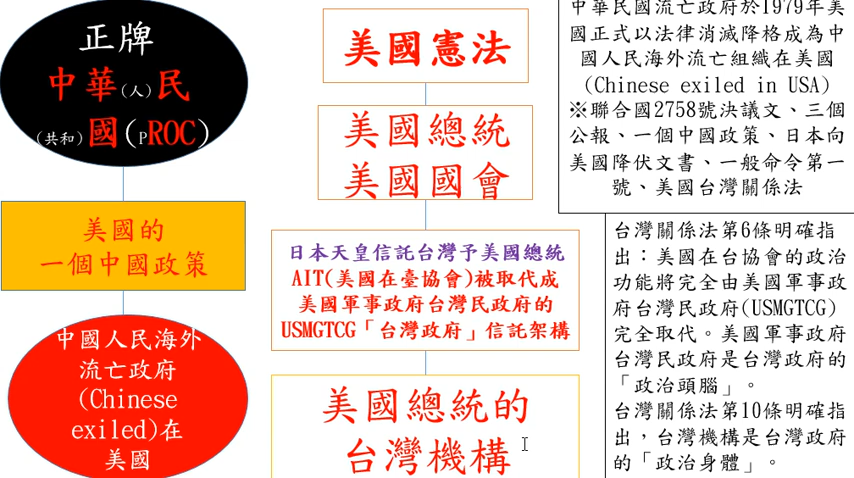 正牌
中華(人)民
(共和)國(PROC)
美國的
一個中國政策
中國人民海外
流亡政府
(Chinese
exiled)在
美國
美國憲法
美國總統
美國國會
日本天皇信託台灣予美國總統
AIT(美國在臺協會)被取代成
美國軍事政府台灣民政府的
USMGTCG「台灣政府」信託架構
美國總統的
台灣機構
中華民國流亡政府於1979年美
國正式以法律消滅降格成為中
國人民海外流亡組織在美國
(Chinese exiled in USA)
※聯合國2758號決議文、三個
公報、一個中國政策、日本向
美國降伏文書、一般命令第一
號、美國台灣關係法
台灣關係法第6條明確指
出：美國在台協會的政治
功能將完全由美國軍事政
府台灣民政府(USMGTCG)
完全取代。美國軍事政府
台灣民政府是台灣政府的
「政治頭腦」。
台灣關係法第10條明確指
出，台灣機構是台灣政府
的「政治身體」。